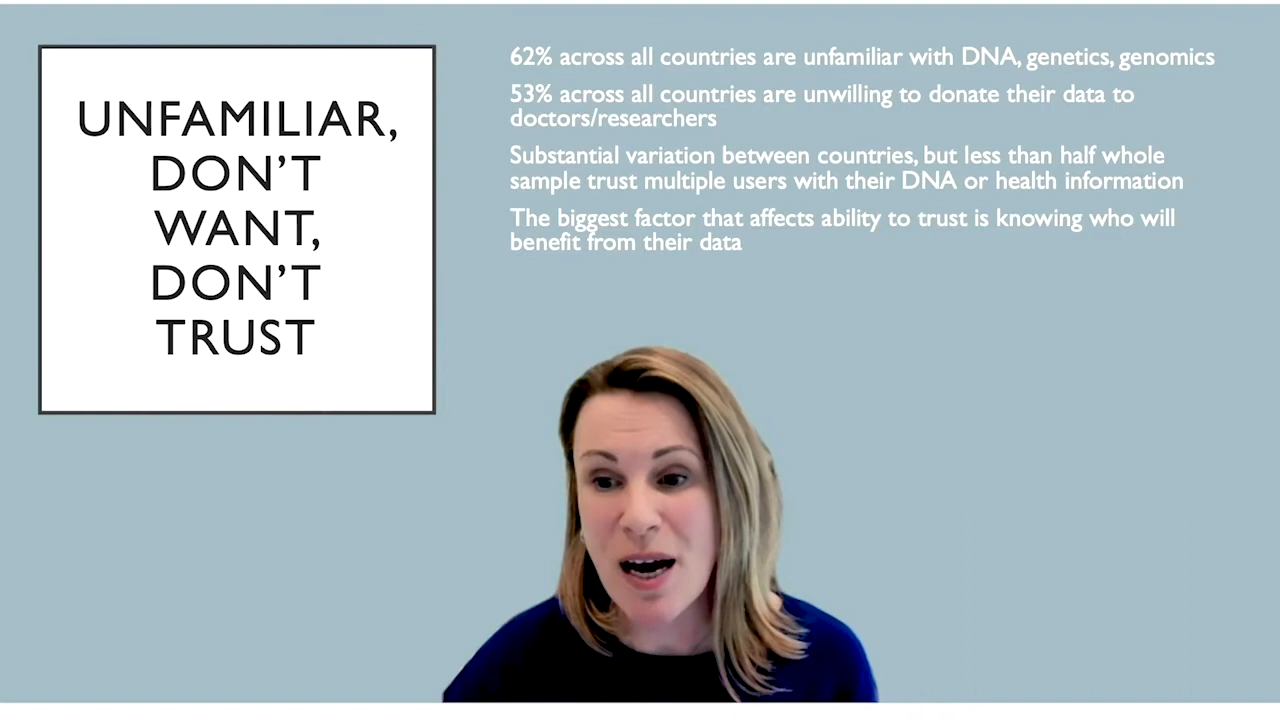 UNFAMILIAR,
DON'T
WANT,
DON'T
TRUST
62% across all countries are unfamiliar with DNA, genetics, genomics
53% across all countries are unwilling to donate their data to
doctors/researchers
Substantial variation between countries, but less than half whole
sample trust multiple users with their DNA or health information
The biggest factor that affects ability to trust is knowing who will
benefit from their data